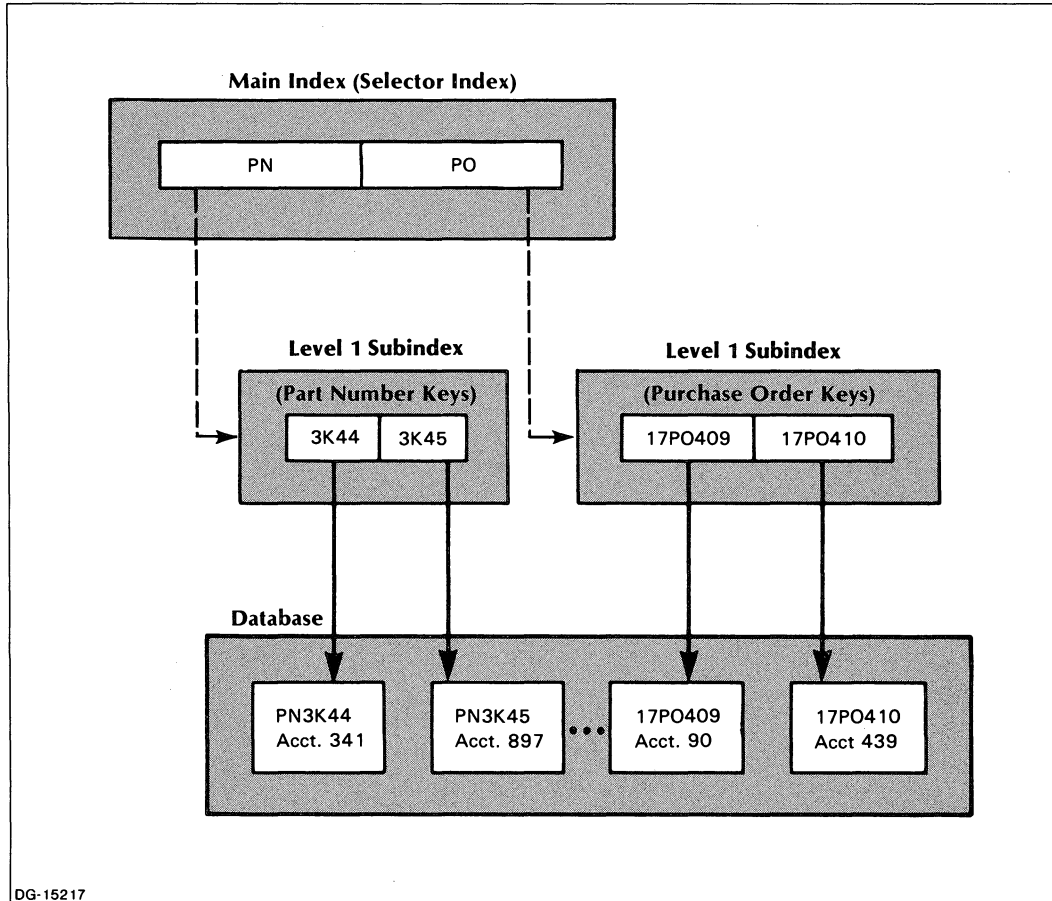 Main Index (Selector Index)
PN PO
Level 1 Subindex Level 1 Subindex
(Part Number Keys) (Purchase Order Keys)
3K44 3K45 17PO409 17PO410
Database
PN3K44 PN3K45 17PO409 17PO410
Acct. 341 Acct. 897 ••• Acct. 90 Acct 439
DG-15217